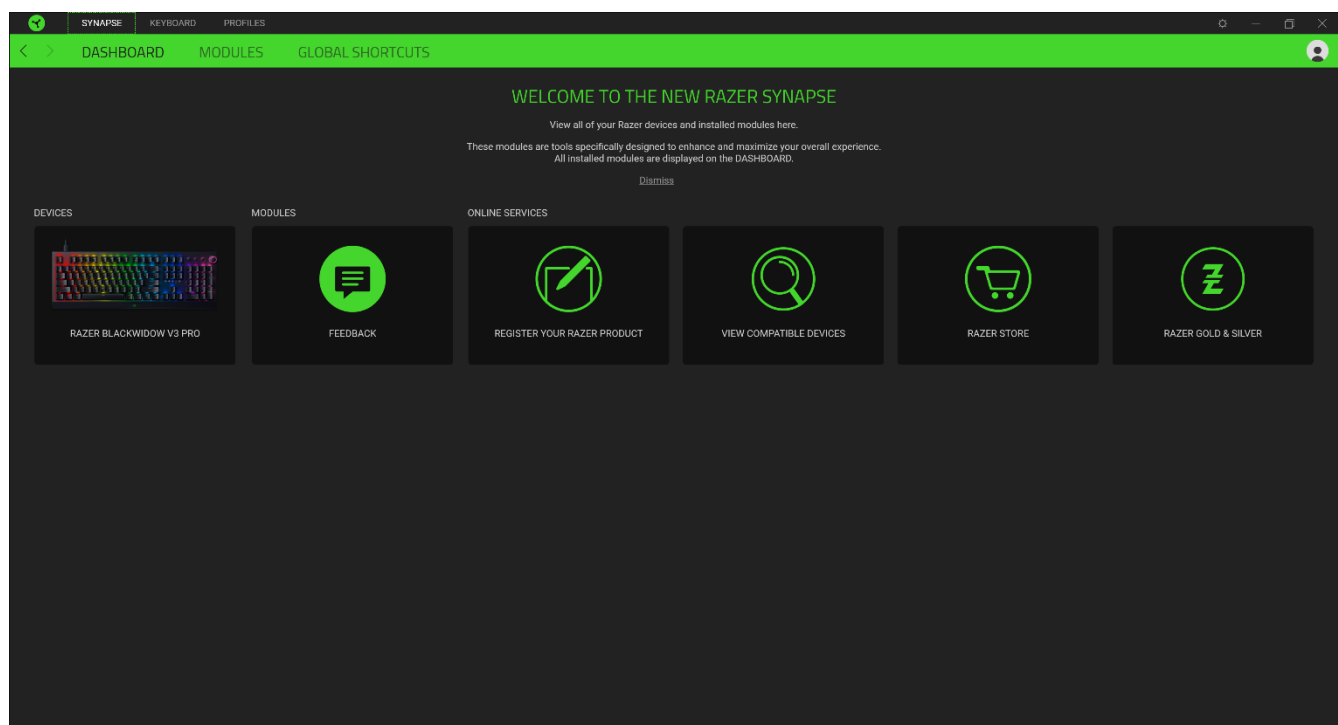 SYNAPSE KEYBOARD PROFILES
DASHBOARD MODULES GLOBAL SHORTCUTS
WELCOME TO THE NEW RAZER SYNAPSE
View all of your Razer devices and installed modules here.
These modules are tools specifically designed to enhance and maximize your overall experience.
All installed modules are displayed on the DASHBOARD.
Dismiss
DEVICES MODULES ONLINE SERVICES
RAZER BLACKWIDOW V3 PRO FEEDBACK REGISTER YOUR RAZER PRODUCT VIEW COMPATIBLE DEVICES RAZER STORE RAZER GOLD & SILVER